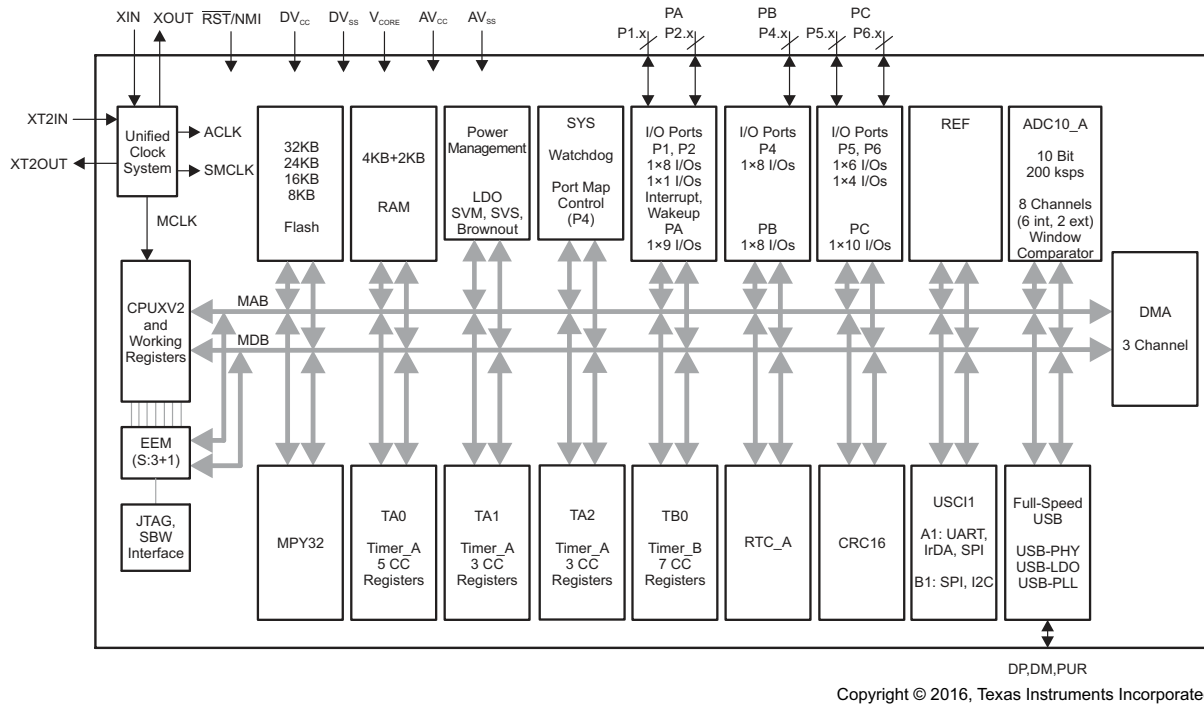 XIN XOUT RST/NMI DVCC DVSS VCORE AVCC AVSS PA PB PC
P1.x P2.x P4.x P5.x P6.x
XT2IN
XT2OUT
Unified
Clock
System
ACLK
SMCLK
MCLK
32KB
24KB
16KB
8KB
Flash
4KB+2KB
RAM
Power
Management
LDO
SVM, SVS,
Brownout
SYS
Watchdog
Port Map
Control
(P4)
I/O Ports
P1, P2
1×8 I/Os
1×1 I/Os
Interrupt,
Wakeup
PA
1×9 I/Os
I/O Ports
P4
1×8 I/Os
PB
1×8 I/Os
I/O Ports
P5, P6
1×6 I/Os
1×4 I/Os
PC
1×10 I/Os
REF
ADC10_A
10 Bit
200 ksps
8 Channels
(6 int, 2 ext)
Window
Comparator
CPUXV2
and
Working
Registers
MAB
MDB
DMA
3 Channel
EEM
(S:3+1)
JTAG,
SBW
Interface
MPY32
TA0
Timer_A
5 CC
Registers
TA1
Timer_A
3 CC
Registers
TA2
Timer_A
3 CC
Registers
TB0
Timer_B
7 CC
Registers
RTC_A
CRC16
USCI1
A1: UART,
IrDA, SPI
B1: SPI, I2C
Full-Speed
USB
USB-PHY
USB-LDO
USB-PLL
DP,DM,PUR
Copyright © 2016, Texas Instruments Incorporate